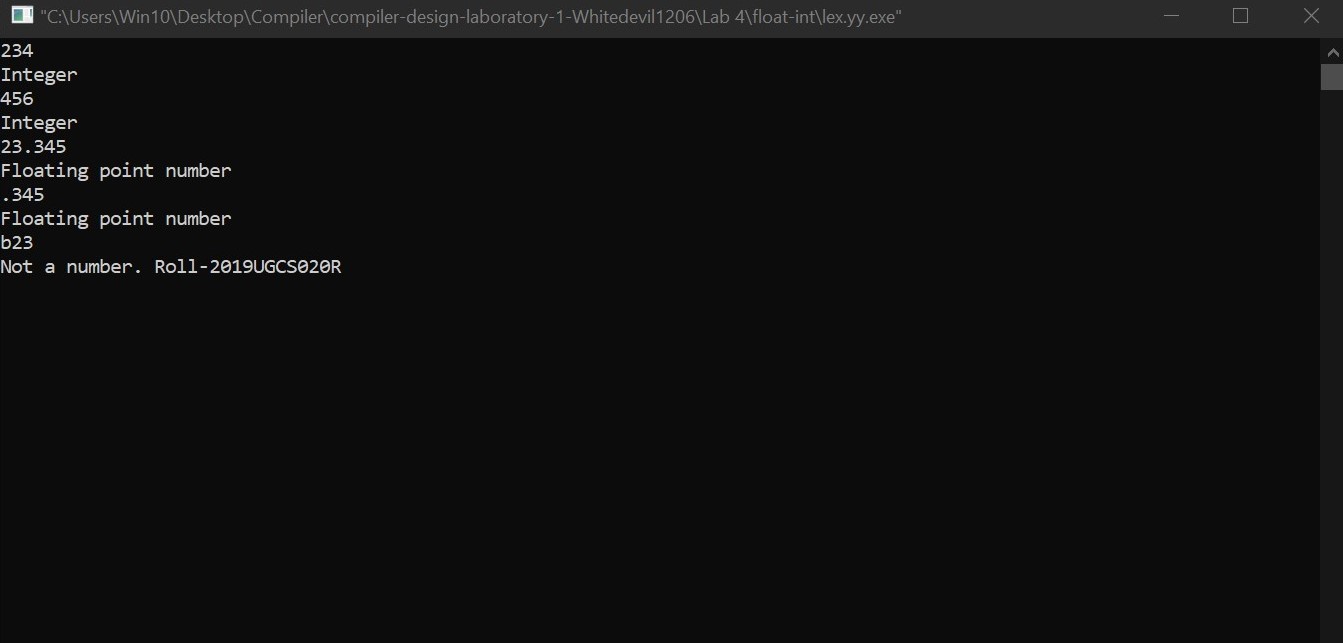 "C:\Users\Win10\Desktop\Compiler\compiler-design-laboratory-1-Whitedevil1206\Lab 4\float-int\lex.yy.exe"
234
Integer
456
Integer
23.345
Floating point number
.345
Floating point number
b23
Not a number. Roll-2019UGCS020R